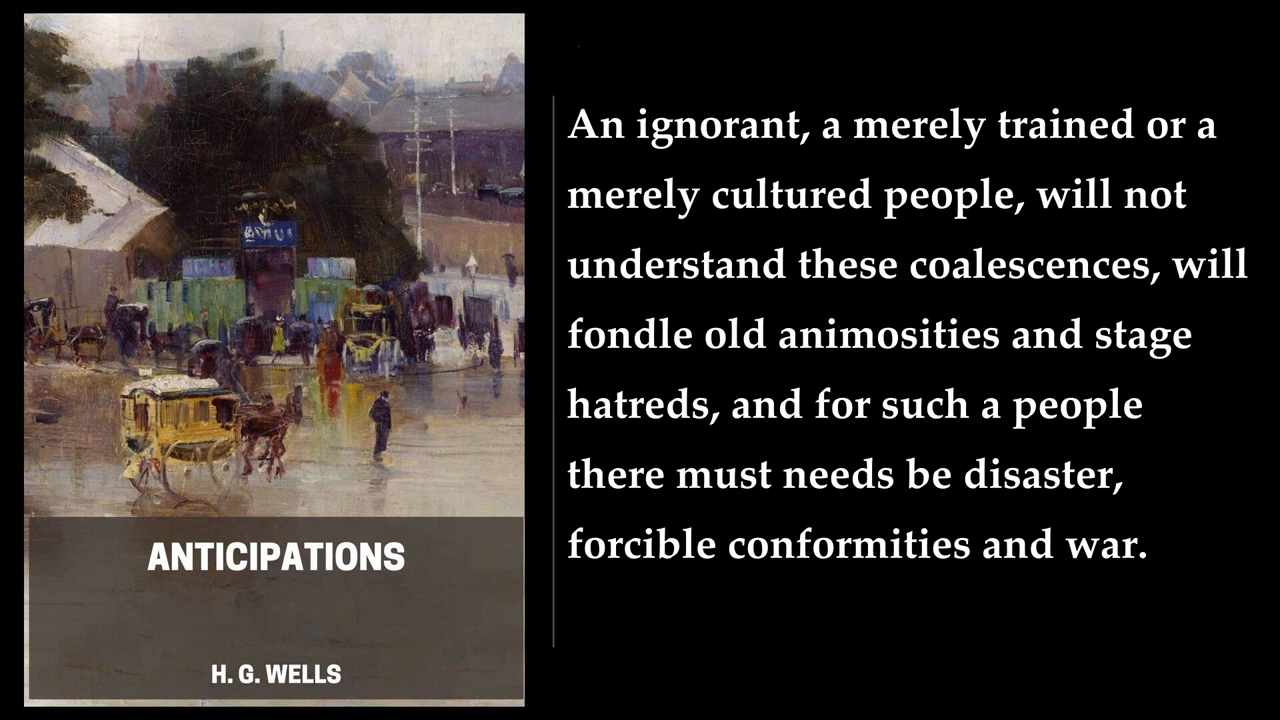 An ignorant, a merely trained or a
merely cultured people, will not
understand these coalescences, will
fondle old animosities and stage
hatreds, and for such a people
there must needs be disaster,
forcible conformities and war.
ANTICIPATIONS
H. G. WELLS